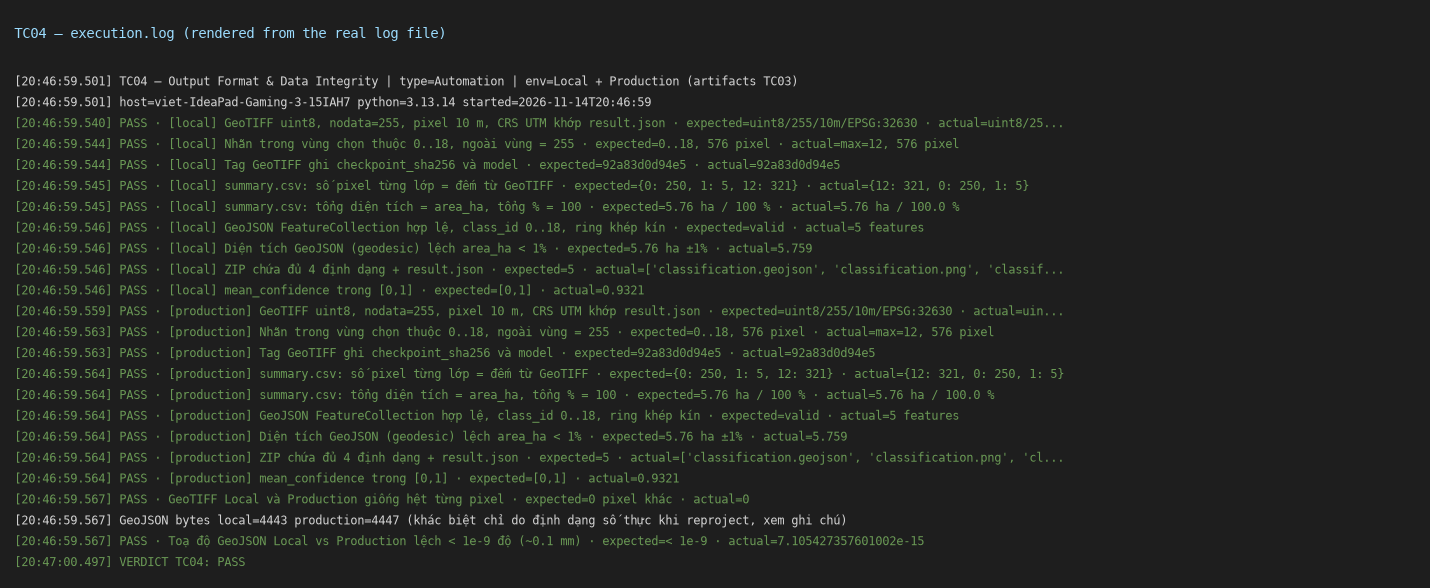 TC04 — execution.log (rendered from the real log file)
[20:46:59.501] TC04 — Output Format & Data Integrity | type=Automation | env=Local + Production (artifacts TC03)
[20:46:59.501] host=viet-IdeaPad-Gaming-3-15IAH7 python=3.13.14 started=2026-11-14T20:46:59
[20:46:59.540] PASS · [local] GeoTIFF uint8, nodata=255, pixel 10 m, CRS UTM khớp result.json · expected=uint8/255/10m/EPSG:32630 · actual=uint8/25...
[20:46:59.544] PASS · [local] Nhãn trong vùng chọn thuộc 0..18, ngoài vùng = 255 · expected=0..18, 576 pixel · actual=max=12, 576 pixel
[20:46:59.544] PASS · [local] Tag GeoTIFF ghi checkpoint_sha256 và model · expected=92a83d0d94e5 · actual=92a83d0d94e5
[20:46:59.545] PASS · [local] summary.csv: số pixel từng lớp = đếm từ GeoTIFF · expected={0: 250, 1: 5, 12: 321} · actual={12: 321, 0: 250, 1: 5}
[20:46:59.545] PASS · [local] summary.csv: tổng diện tích = area_ha, tổng % = 100 · expected=5.76 ha / 100 % · actual=5.76 ha / 100.0 %
[20:46:59.546] PASS · [local] GeoJSON FeatureCollection hợp lệ, class_id 0..18, ring khép kín · expected=valid · actual=5 features
[20:46:59.546] PASS · [local] Diện tích GeoJSON (geodesic) lệch area_ha < 1% · expected=5.76 ha ±1% · actual=5.759
[20:46:59.546] PASS · [local] ZIP chứa đủ 4 định dạng + result.json · expected=5 · actual=['classification.geojson', 'classification.png', 'classif...
[20:46:59.546] PASS · [local] mean_confidence trong [0,1] · expected=[0,1] · actual=0.9321
[20:46:59.559] PASS · [production] GeoTIFF uint8, nodata=255, pixel 10 m, CRS UTM khớp result.json · expected=uint8/255/10m/EPSG:32630 · actual=uin...
[20:46:59.563] PASS · [production] Nhãn trong vùng chọn thuộc 0..18, ngoài vùng = 255 · expected=0..18, 576 pixel · actual=max=12, 576 pixel
[20:46:59.563] PASS · [production] Tag GeoTIFF ghi checkpoint_sha256 và model · expected=92a83d0d94e5 · actual=92a83d0d94e5
[20:46:59.564] PASS · [production] summary.csv: số pixel từng lớp = đếm từ GeoTIFF · expected={0: 250, 1: 5, 12: 321} · actual={12: 321, 0: 250, 1: 5}
[20:46:59.564] PASS · [production] summary.csv: tổng diện tích = area_ha, tổng % = 100 · expected=5.76 ha / 100 % · actual=5.76 ha / 100.0 %
[20:46:59.564] PASS · [production] GeoJSON FeatureCollection hợp lệ, class_id 0..18, ring khép kín · expected=valid · actual=5 features
[20:46:59.564] PASS · [production] Diện tích GeoJSON (geodesic) lệch area_ha < 1% · expected=5.76 ha ±1% · actual=5.759
[20:46:59.564] PASS · [production] ZIP chứa đủ 4 định dạng + result.json · expected=5 · actual=['classification.geojson', 'classification.png', 'cl...
[20:46:59.564] PASS · [production] mean_confidence trong [0,1] · expected=[0,1] · actual=0.9321
[20:46:59.567] PASS · GeoTIFF Local và Production giống hệt từng pixel · expected=0 pixel khác · actual=0
[20:46:59.567] GeoJSON bytes local=4443 production=4447 (khác biệt chỉ do định dạng số thực khi reproject, xem ghi chú)
[20:46:59.567] PASS · Toạ độ GeoJSON Local vs Production lệch < 1e-9 độ (~0.1 mm) · expected=< 1e-9 · actual=7.105427357601002e-15
[20:47:00.497] VERDICT TC04: PASS